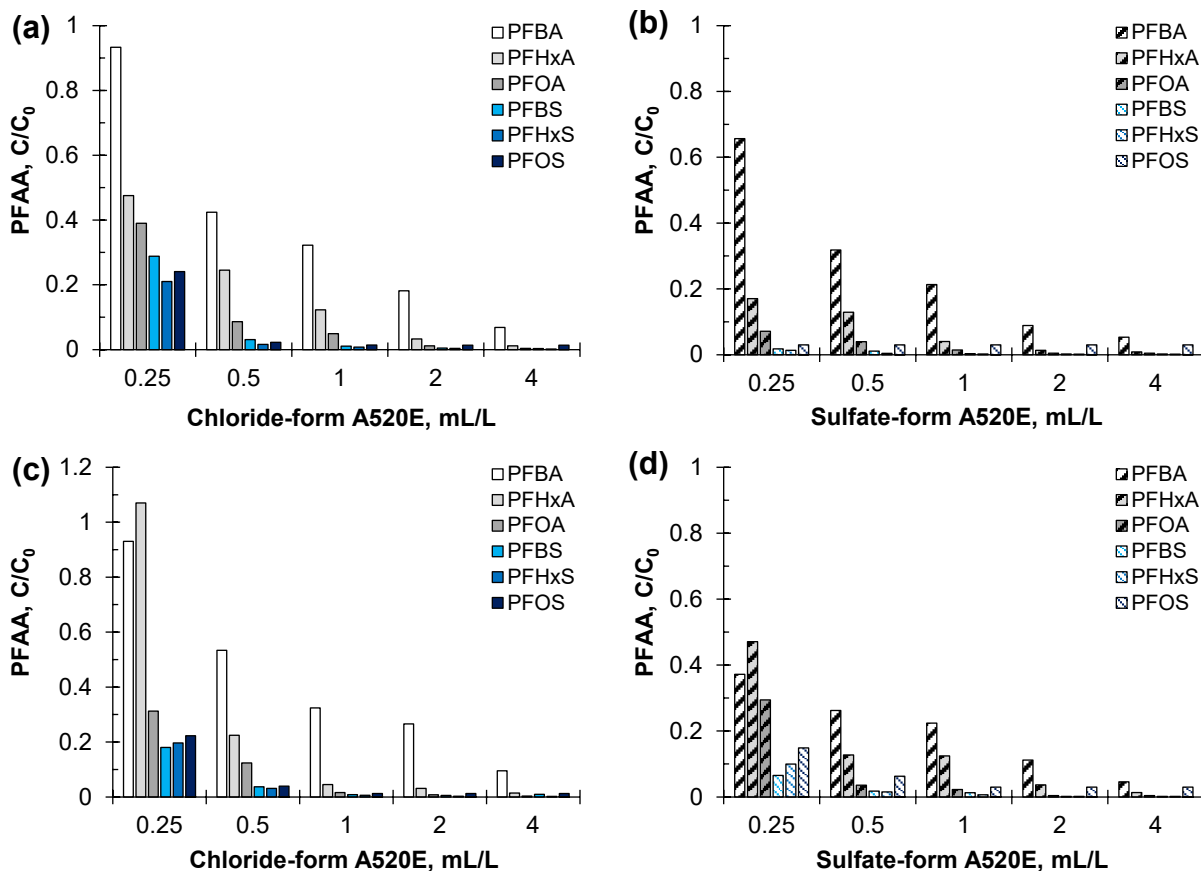 (a)
PFAA, C/C0
1
0.8
0.6
0.4
0.2
0
PFBA
PFHxA
PFOA
PFBS
PFHxS
PFOS
0.25 0.5 1 2 4
Chloride-form A520E, mL/L
(b)
PFAA, C/C0
1
0.8
0.6
0.4
0.2
0
PFBA
PFHxA
PFOA
PFBS
PFHxS
PFOS
0.25 0.5 1 2 4
Sulfate-form A520E, mL/L
(c)
PFAA, C/C0
1.2
1
0.8
0.6
0.4
0.2
0
PFBA
PFHxA
PFOA
PFBS
PFHxS
PFOS
0.25 0.5 1 2 4
Chloride-form A520E, mL/L
(d)
PFAA, C/C0
1
0.8
0.6
0.4
0.2
0
PFBA
PFHxA
PFOA
PFBS
PFHxS
PFOS
0.25 0.5 1 2 4
Sulfate-form A520E, mL/L